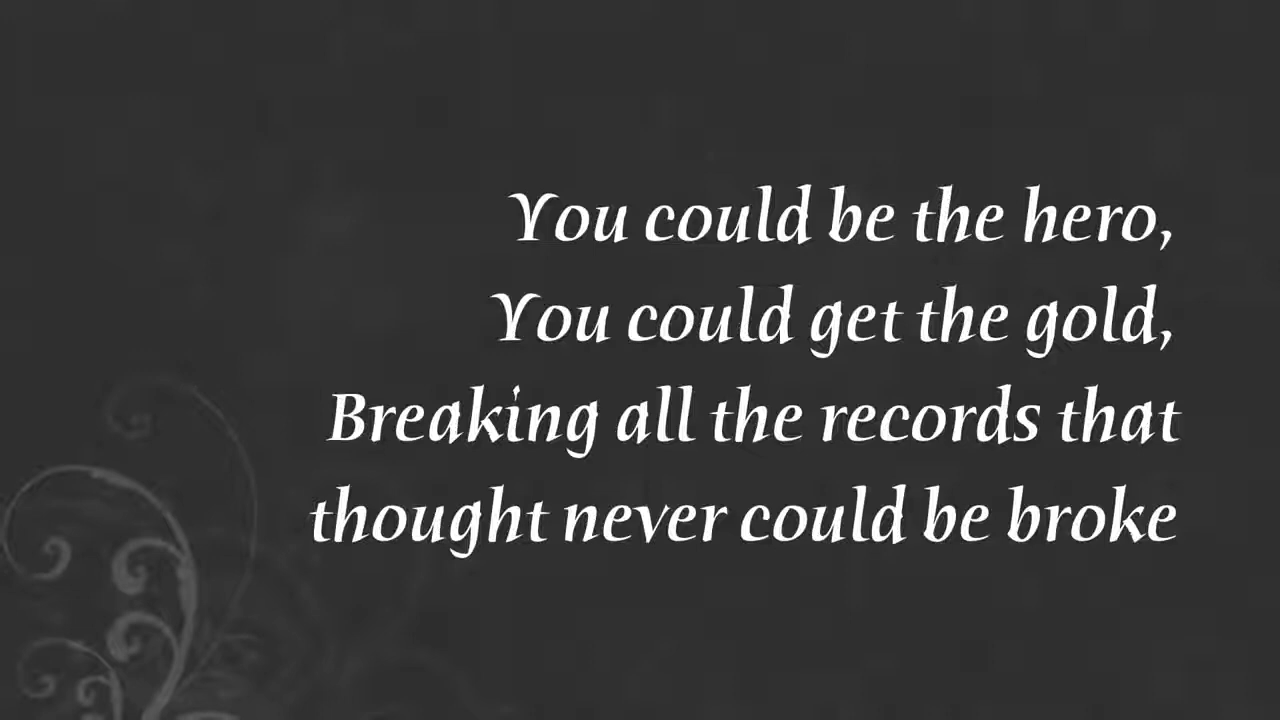 You could be the hero,
You could get the gold,
Breaking all the records that
thought never could be broke